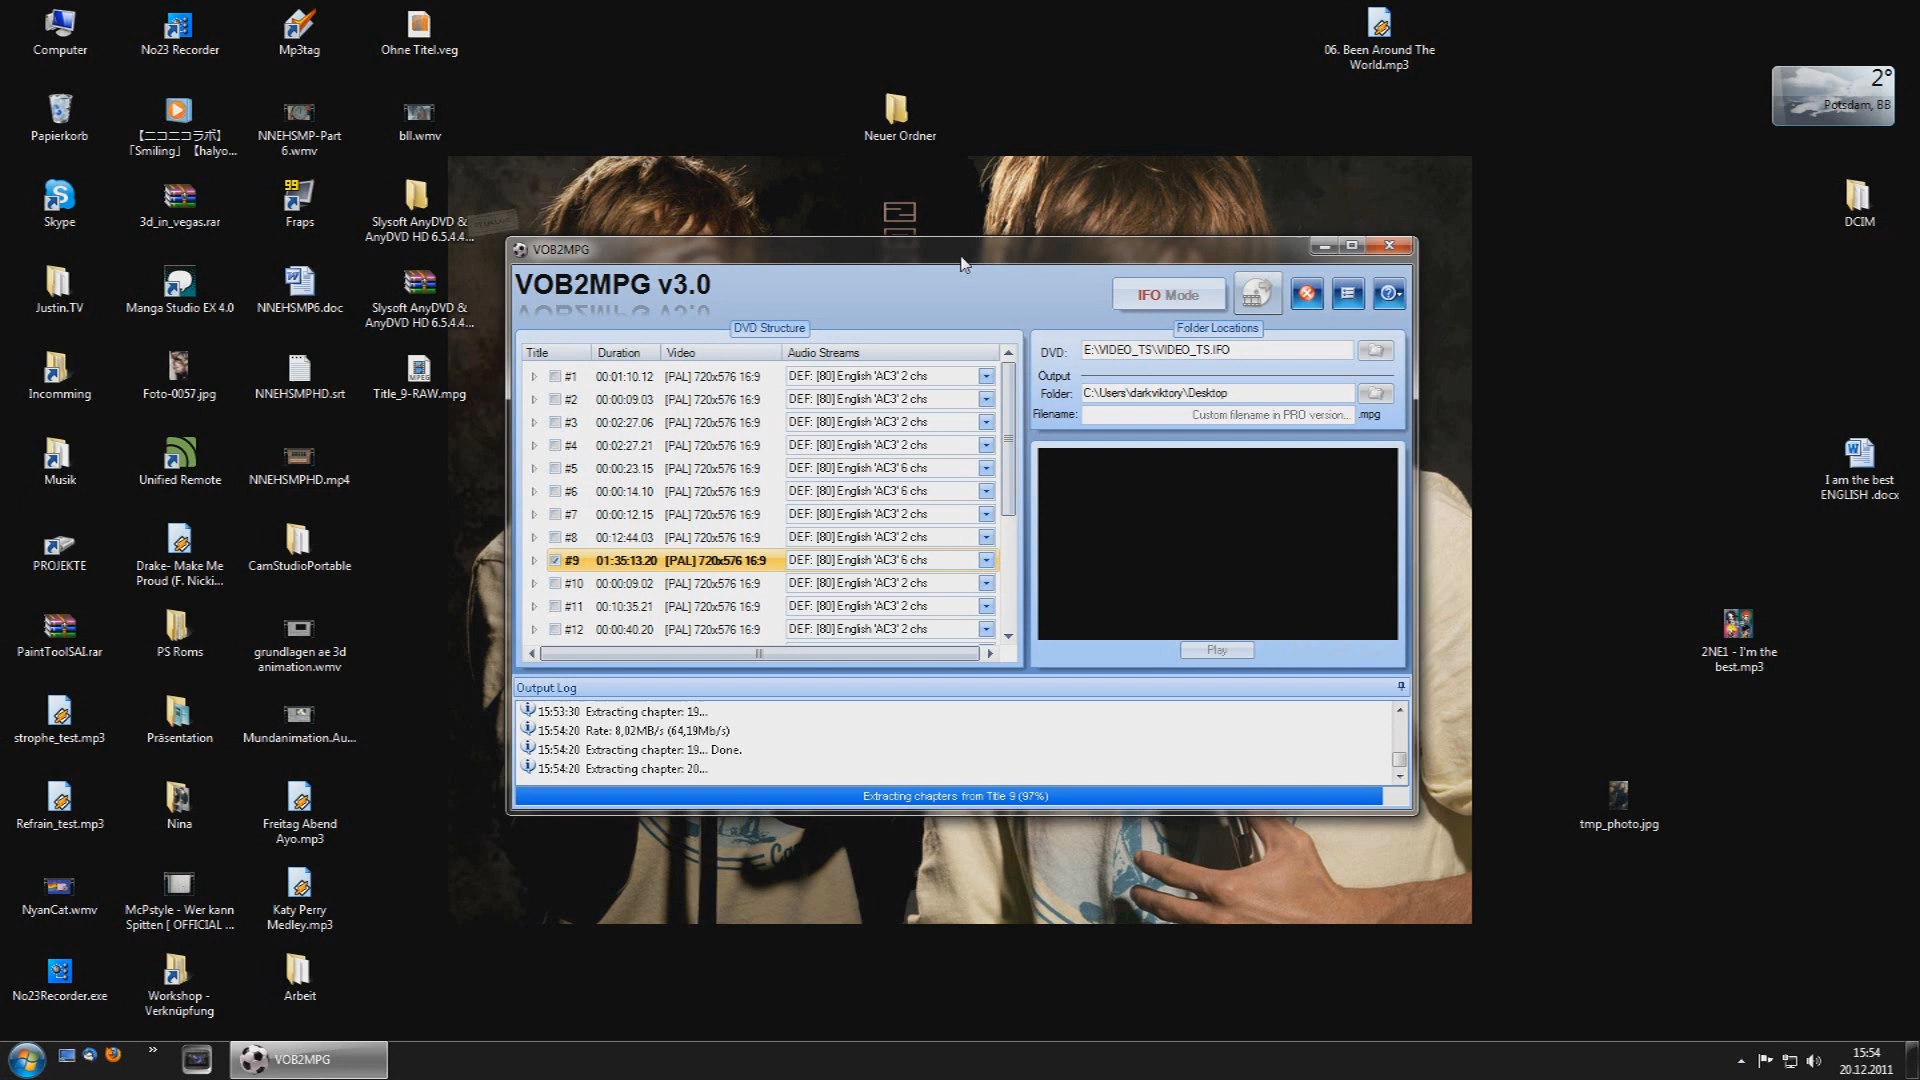 Computer
No23 Recorder
Mp3tag
Ohne Titel.veg
06. Been Around The
World.mp3
2°
Potsdam, BB
Papierkorb
【ニコニコラボ】
「Smiling」 【halyo...
NNEHSMP-Part
6.wmv
bll.wmv
Neuer Ordner
Skype
3d_in_vegas.rar
99
Fraps
Slysoft AnyDVD &
AnyDVD HD 6.5.4.4...
DCIM
Justin.TV
Manga Studio EX 4.0
NNEHSMP6.doc
Slysoft AnyDVD &
AnyDVD HD 6.5.4.4...
Incomming
Foto-0057.jpg
NNEHSMPHD.srt
Title_9-RAW.mpg
Musik
Unified Remote
NNEHSMPHD.mp4
I am the best
ENGLISH .docx
PROJEKTE
Drake- Make Me
Proud (F. Nicki...
CamStudioPortable
PaintToolSAI.rar
PS Roms
grundlagen ae 3d
animation.wmv
2NE1 - I'm the
best.mp3
strophe_test.mp3
Präsentation
Mundanimation.Au...
Refrain_test.mp3
Nina
Freitag Abend
Ayo.mp3
tmp_photo.jpg
NyanCat.wmv
McPstyle - Wer kann
Spitten [ OFFICIAL ...
Katy Perry
Medley.mp3
No23Recorder.exe
Workshop -
Verknüpfung
Arbeit
VOB2MPG
VOB2MPG v3.0
IFO Mode
DVD Structure
Title Duration Video Audio Streams
#1 00:01:10.12 [PAL] 720x576 16:9 DEF: [80] English 'AC3' 2 chs
#2 00:00:09.03 [PAL] 720x576 16:9 DEF: [80] English 'AC3' 2 chs
#3 00:02:27.06 [PAL] 720x576 16:9 DEF: [80] English 'AC3' 2 chs
#4 00:02:27.21 [PAL] 720x576 16:9 DEF: [80] English 'AC3' 2 chs
#5 00:00:23.15 [PAL] 720x576 16:9 DEF: [80] English 'AC3' 6 chs
#6 00:00:14.10 [PAL] 720x576 16:9 DEF: [80] English 'AC3' 6 chs
#7 00:00:12.15 [PAL] 720x576 16:9 DEF: [80] English 'AC3' 2 chs
#8 00:12:44.03 [PAL] 720x576 16:9 DEF: [80] English 'AC3' 2 chs
#9 01:35:13.20 [PAL] 720x576 16:9 DEF: [80] English 'AC3' 6 chs
#10 00:00:09.02 [PAL] 720x576 16:9 DEF: [80] English 'AC3' 2 chs
#11 00:10:35.21 [PAL] 720x576 16:9 DEF: [80] English 'AC3' 2 chs
#12 00:00:40.20 [PAL] 720x576 16:9 DEF: [80] English 'AC3' 2 chs
Folder Locations
DVD: E:\VIDEO_TS\VIDEO_TS.IFO
Output
Folder: C:\Users\darkviktory\Desktop
Filename: Custom filename in PRO version... .mpg
Play
Output Log
15:53:30 Extracting chapter: 19...
15:54:20 Rate: 8,02MB/s (64,19Mb/s)
15:54:20 Extracting chapter: 19... Done.
15:54:20 Extracting chapter: 20...
Extracting chapters from Title 9 (97%)
VOB2MPG
15:54
20.12.2011